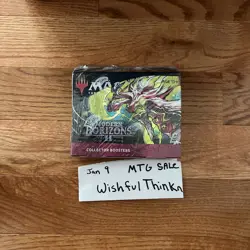 MODERN
HORIZONS
COLLECTOR BOOSTERS
Jan 9 MTG SALE
WishfulThinkn